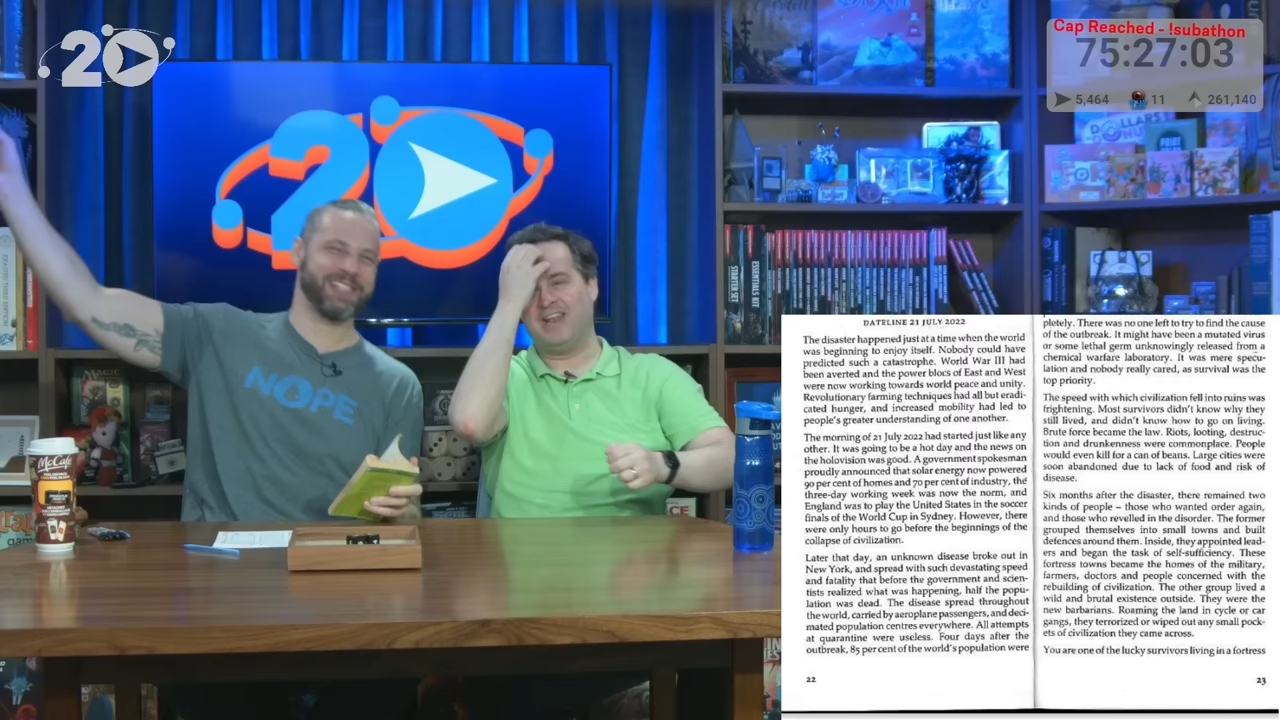 20
Cap Reached - !subathon
75:27:03
5,464
11
261,140
20
NOPE
McCafé
STARTER SET
ESSENTIALS KIT
MAGIC
DATELINE 21 JULY 2022
The disaster happened just at a time when the world
was beginning to enjoy itself. Nobody could have
predicted such a catastrophe. World War III had
been averted and the power blocs of East and West
were now working towards world peace and unity.
Revolutionary farming techniques had all but eradi-
cated hunger, and increased mobility had led to
people's greater understanding of one another.
The morning of 21 July 2022 had started just like any
other. It was going to be a hot day and the news on
the holovision was good. A government spokesman
proudly announced that solar energy now powered
90 per cent of homes and 70 per cent of industry, the
three-day working week was now the norm, and
England was to play the United States in the soccer
finals of the World Cup in Sydney. However, there
were only hours to go before the beginnings of the
collapse of civilization.
Later that day, an unknown disease broke out in
New York, and spread with such devastating speed
and fatality that before the government and scien-
tists realized what was happening, half the popu-
lation was dead. The disease spread throughout
the world, carried by aeroplane passengers, and deci-
mated population centres everywhere. All attempts
at quarantine were useless. Four days after the
outbreak, 85 per cent of the world's population were
22
pletely. There was no one left to try to find the cause
of the outbreak. It might have been a mutated virus
or some lethal germ unknowingly released from a
chemical warfare laboratory. It was mere specu-
lation and nobody really cared, as survival was the
top priority.
The speed with which civilization fell into ruins was
frightening. Most survivors didn't know why they
still lived, and didn't know how to go on living.
Brute force became the law. Riots, looting, destruc-
tion and drunkenness were commonplace. People
would even kill for a can of beans. Large cities were
soon abandoned due to lack of food and risk of
disease.
Six months after the disaster, there remained two
kinds of people – those who wanted order again,
and those who revelled in the disorder. The former
grouped themselves into small towns and built
defences around them. Inside, they appointed lead-
ers and began the task of self-sufficiency. These
fortress towns became the homes of the military,
farmers, doctors and people concerned with the
rebuilding of civilization. The other group lived a
wild and brutal existence outside. They were the
new barbarians. Roaming the land in cycle or car
gangs, they terrorized or wiped out any small pock-
ets of civilization they came across.
You are one of the lucky survivors living in a fortress
23